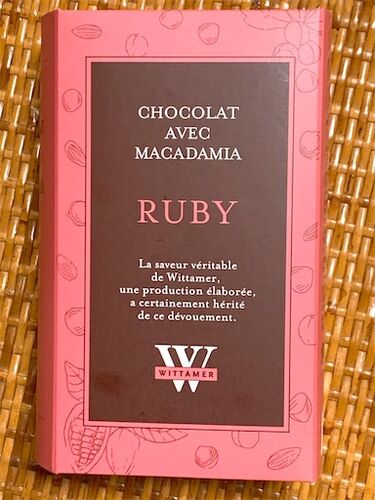 CHOCOLAT
AVEC
MACADAMIA
RUBY
La saveur véritable
de Wittamer,
une production élaborée,
a certainement hérité
de ce dévouement.
W
WITTAMER